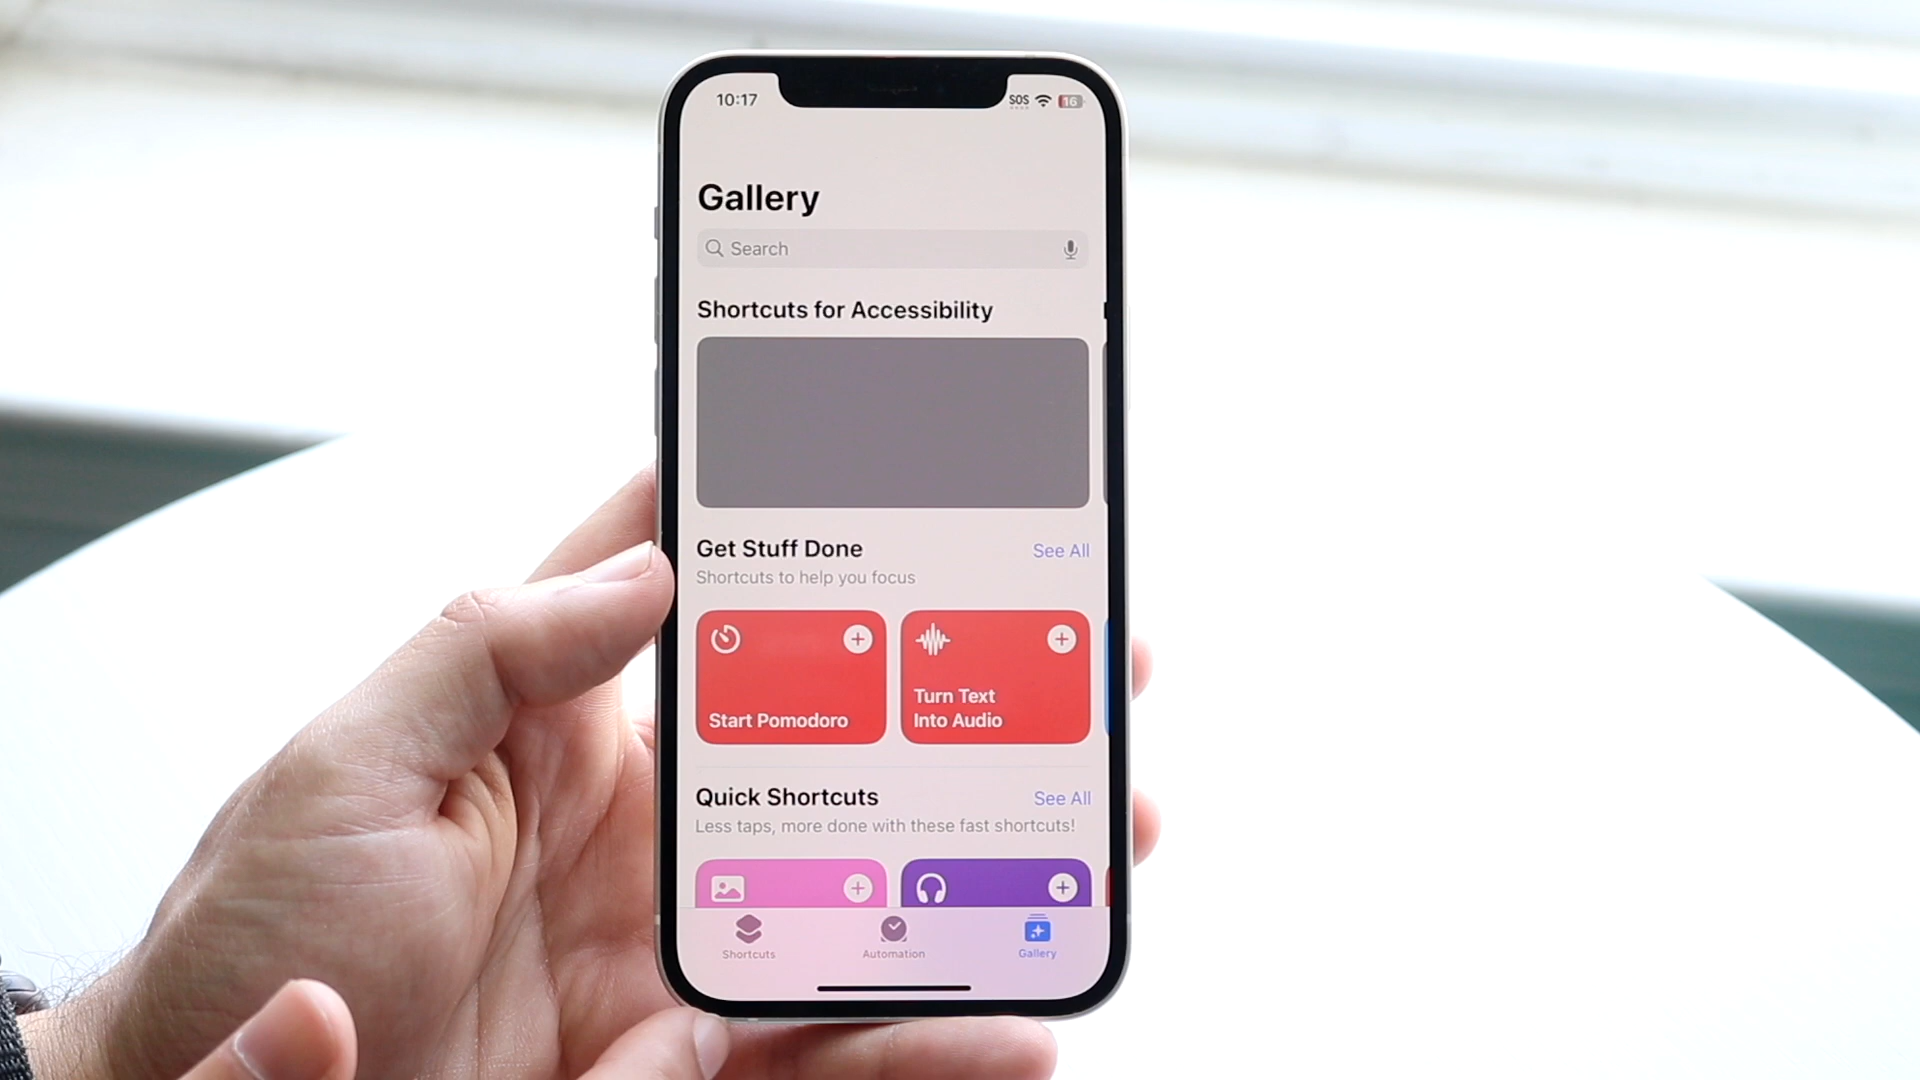 10:17
SOS
16
Gallery
Search
Shortcuts for Accessibility
Get Stuff Done
See All
Shortcuts to help you focus
Start Pomodoro
Turn Text
Into Audio
Quick Shortcuts
See All
Less taps, more done with these fast shortcuts!
Shortcuts
Automation
Gallery